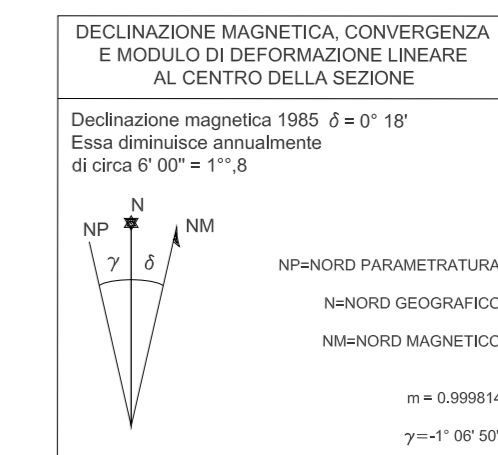 DECLINAZIONE MAGNETICA, CONVERGENZA
E MODULO DI DEFORMAZIONE LINEARE
AL CENTRO DELLA SEZIONE
Declinazione magnetica 1985 δ = 0° 18'
Essa diminuisce annualmente
di circa 6' 00" = 1°°,8
N
NP
NM
γ
δ
NP=NORD PARAMETRATURA
N=NORD GEOGRAFICO
NM=NORD MAGNETICO
m = 0.999814
γ=-1° 06' 50"